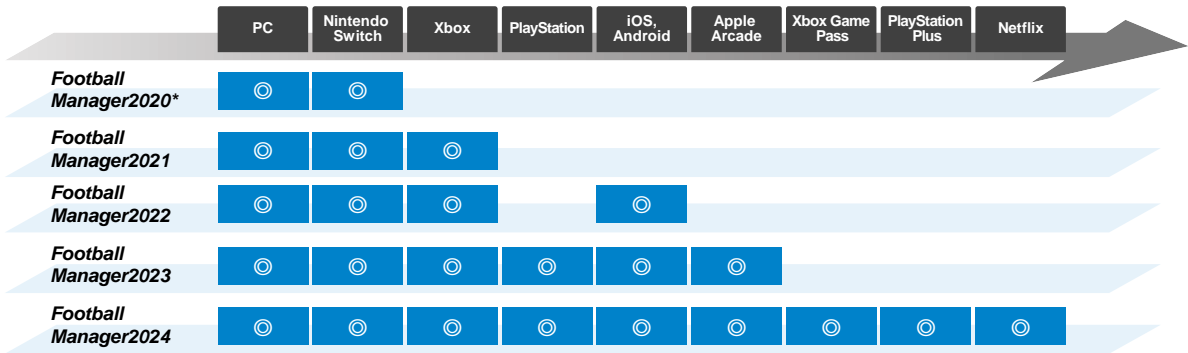 PC Nintendo Switch Xbox PlayStation iOS, Android Apple Arcade Xbox Game Pass PlayStation Plus Netflix
Football
Manager2020* ◎ ◎
Football
Manager2021 ◎ ◎ ◎
Football
Manager2022 ◎ ◎ ◎ ◎
Football
Manager2023 ◎ ◎ ◎ ◎ ◎ ◎
Football
Manager2024 ◎ ◎ ◎ ◎ ◎ ◎ ◎ ◎ ◎